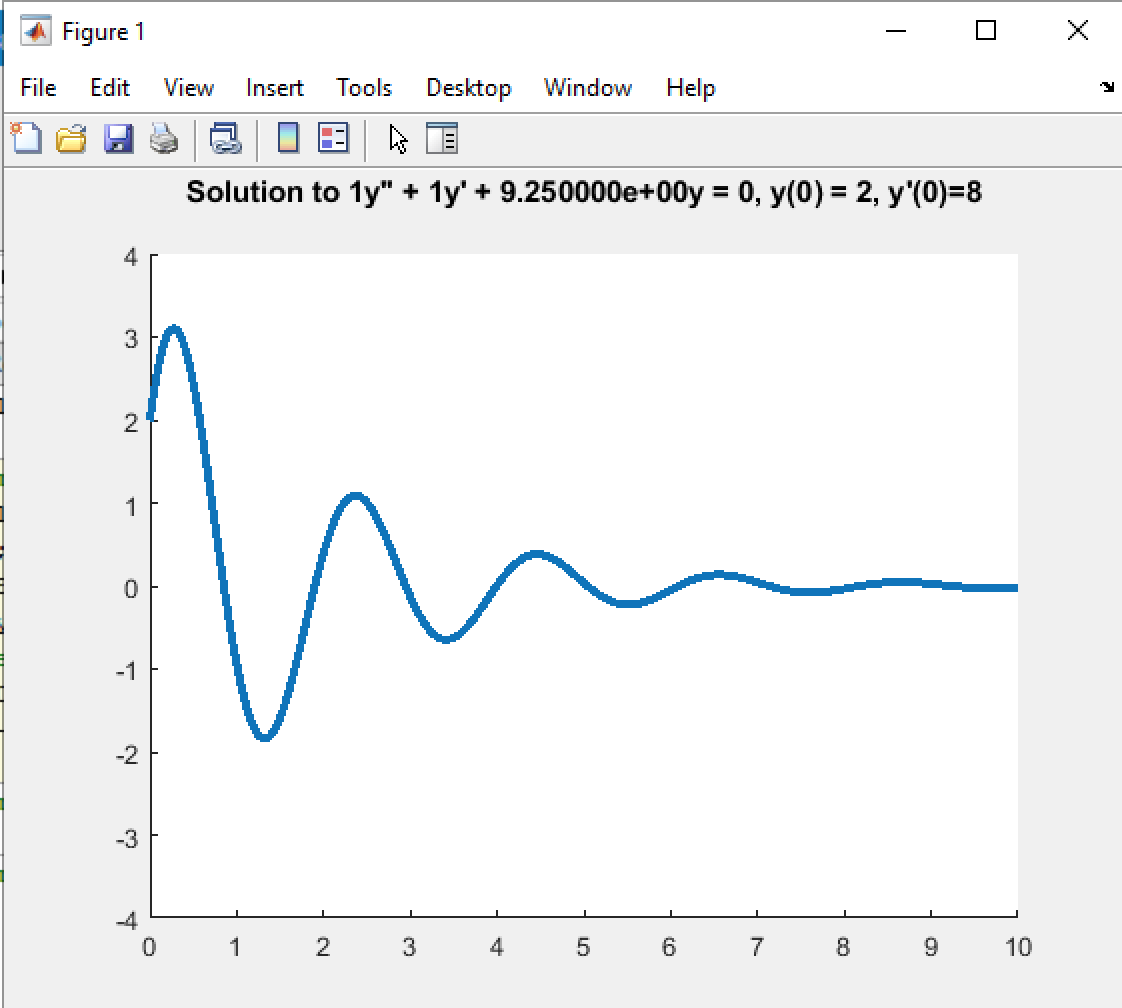 Figure 1
File Edit View Insert Tools Desktop Window Help
Solution to 1y" + 1y' + 9.250000e+00y = 0, y(0) = 2, y'(0)=8
4
3
2
1
0
-1
-2
-3
-4
0 1 2 3 4 5 6 7 8 9 10